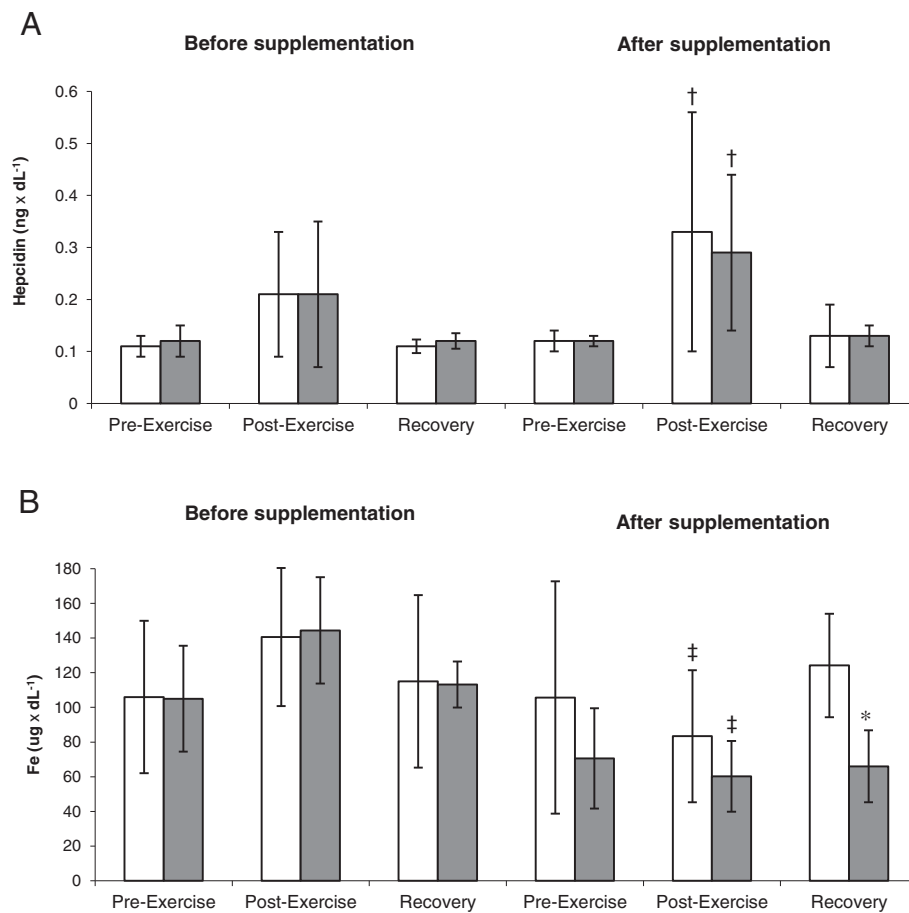 A
Before supplementation
After supplementation
Hepcidin (ng x dL⁻¹)
0.6
0.5
0.4
0.3
0.2
0.1
0
†
†
Pre-Exercise Post-Exercise Recovery Pre-Exercise Post-Exercise Recovery
B
Before supplementation
After supplementation
Fe (ug x dL⁻¹)
180
160
140
120
100
80
60
40
20
0
‡
‡
*
Pre-Exercise Post-Exercise Recovery Pre-Exercise Post-Exercise Recovery